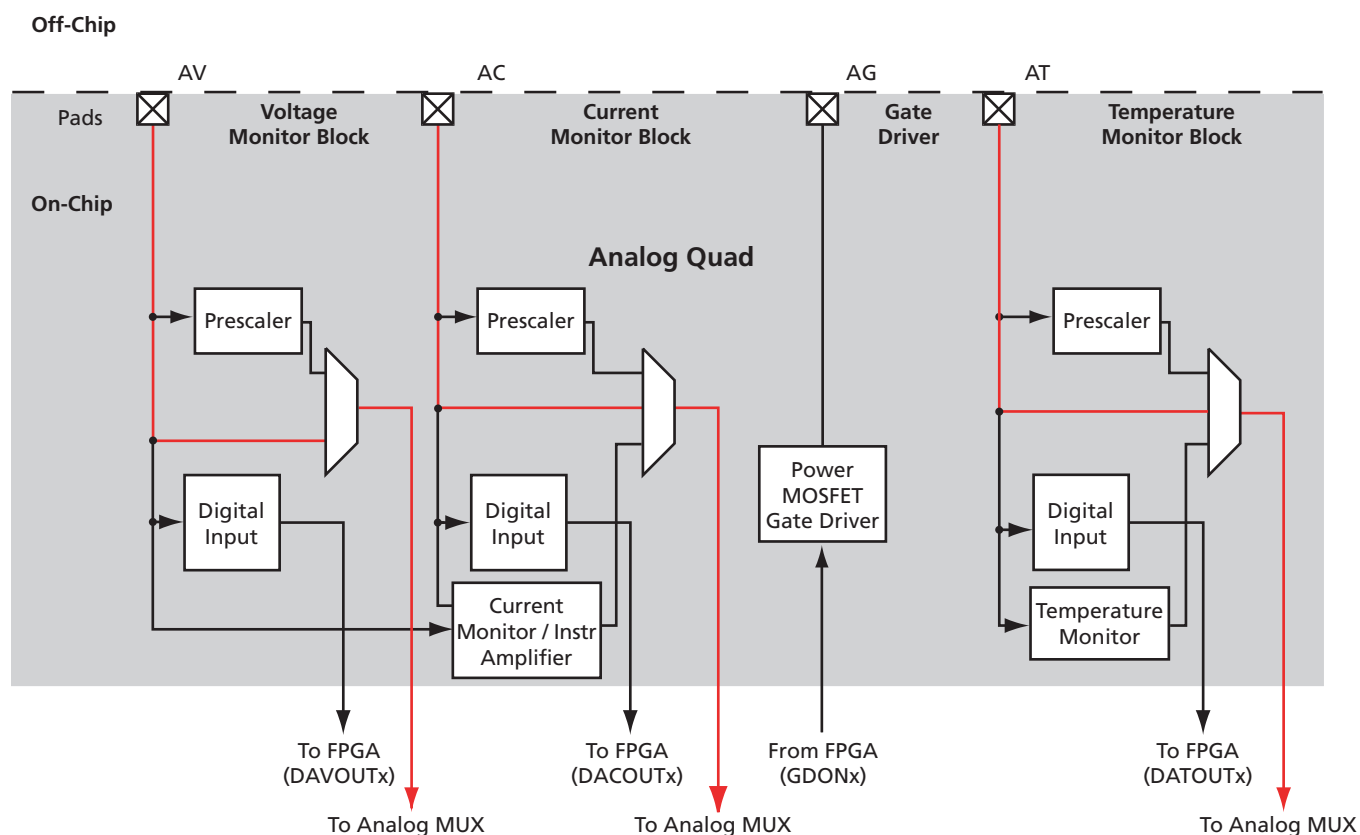 Off-Chip
AV
AC
AG
AT
Pads
Voltage
Monitor Block
Current
Monitor Block
Gate
Driver
Temperature
Monitor Block
On-Chip
Analog Quad
Prescaler
Prescaler
Prescaler
Digital
Input
Digital
Input
Power
MOSFET
Gate Driver
Digital
Input
Current
Monitor / Instr
Amplifier
Temperature
Monitor
To FPGA
(DAVOUTx)
To FPGA
(DACOUTx)
From FPGA
(GDONx)
To FPGA
(DATOUTx)
To Analog MUX
To Analog MUX
To Analog MUX